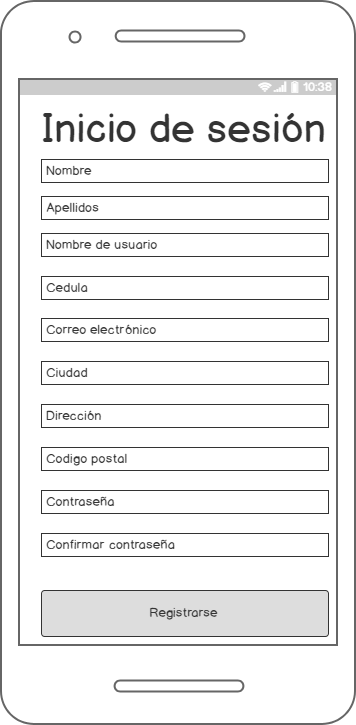 10:38
Inicio de sesión
Nombre
Apellidos
Nombre de usuario
Cedula
Correo electrónico
Ciudad
Dirección
Codigo postal
Contraseña
Confirmar contraseña
Registrarse